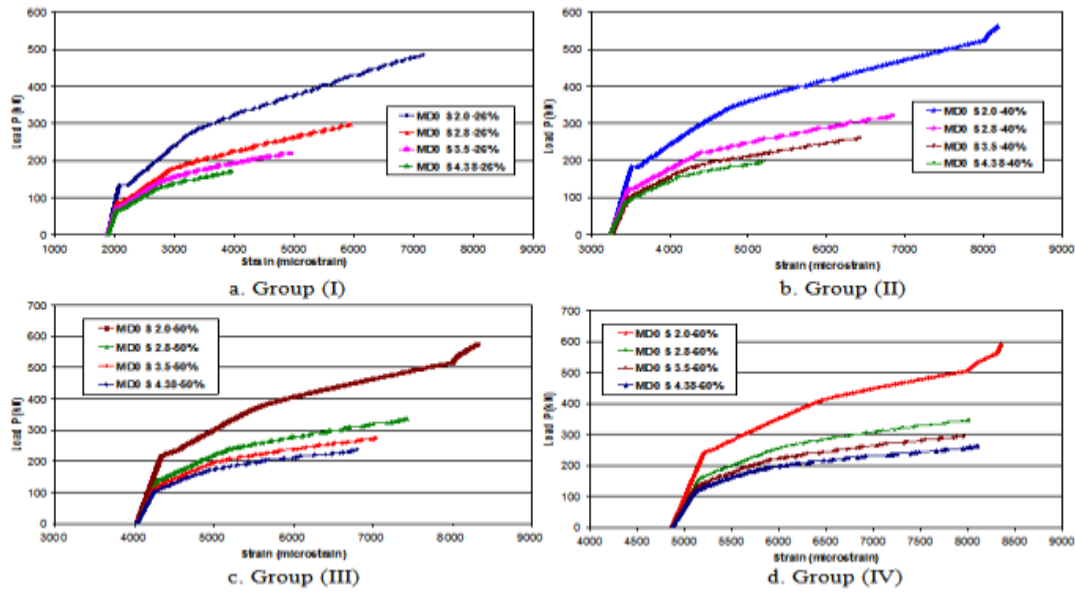 600
500
400
300
200
100
0
Load P (kN)
MD0 S 2.0-26%
MD0 S 2.8-26%
MD0 S 3.5-26%
MD0 S 4.38-26%
1000 2000 3000 4000 5000 6000 7000 8000 9000
Strain (microstrain)
a. Group (I)
600
500
400
300
200
100
0
Load P (kN)
MD0 S 2.0-40%
MD0 S 2.8-40%
MD0 S 3.5-40%
MD0 S 4.38-40%
3000 4000 5000 6000 7000 8000 9000
Strain (microstrain)
b. Group (II)
700
600
500
400
300
200
100
0
Load P (kN)
MD0 S 2.0-50%
MD0 S 2.8-50%
MD0 S 3.5-50%
MD0 S 4.38-50%
3000 4000 5000 6000 7000 8000 9000
Strain (microstrain)
c. Group (III)
700
600
500
400
300
200
100
0
Load P (kN)
MD0 S 2.0-60%
MD0 S 2.8-60%
MD0 S 3.5-60%
MD0 S 4.38-60%
4000 4500 5000 5500 6000 6500 7000 7500 8000 8500 9000
Strain (microstrain)
d. Group (IV)